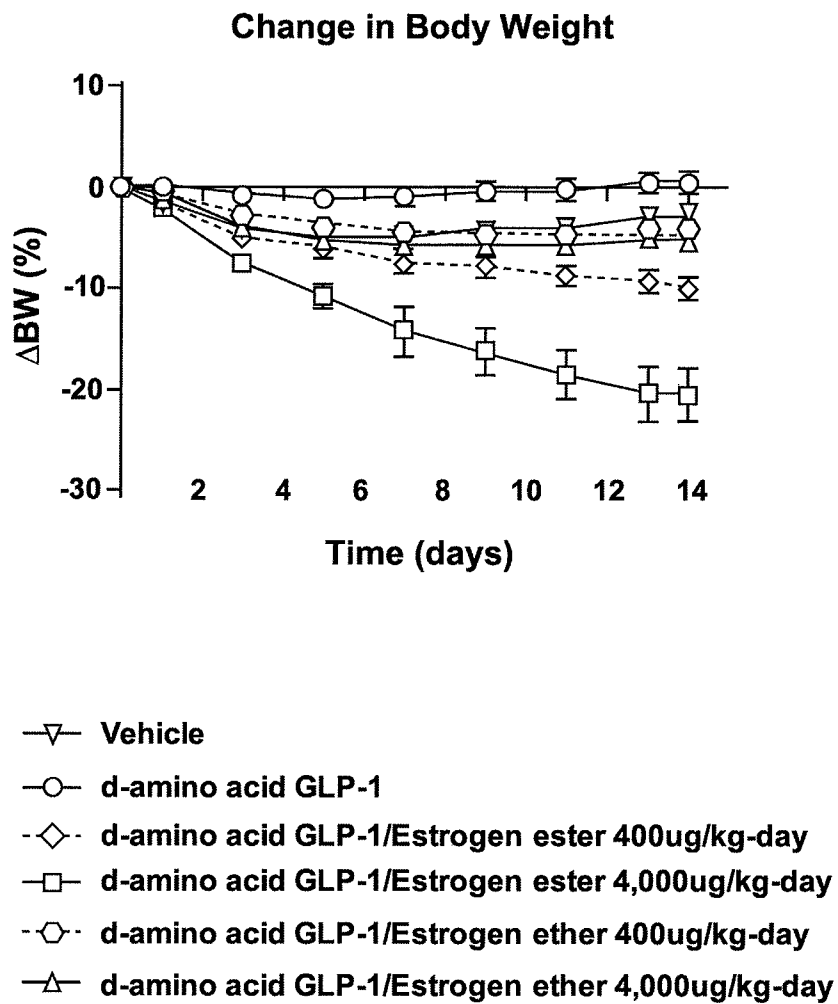 Change in Body Weight
10
0
-10
-20
-30
ΔBW (%)
2 4 6 8 10 12 14
Time (days)
Vehicle
d-amino acid GLP-1
d-amino acid GLP-1/Estrogen ester 400ug/kg-day
d-amino acid GLP-1/Estrogen ester 4,000ug/kg-day
d-amino acid GLP-1/Estrogen ether 400ug/kg-day
d-amino acid GLP-1/Estrogen ether 4,000ug/kg-day